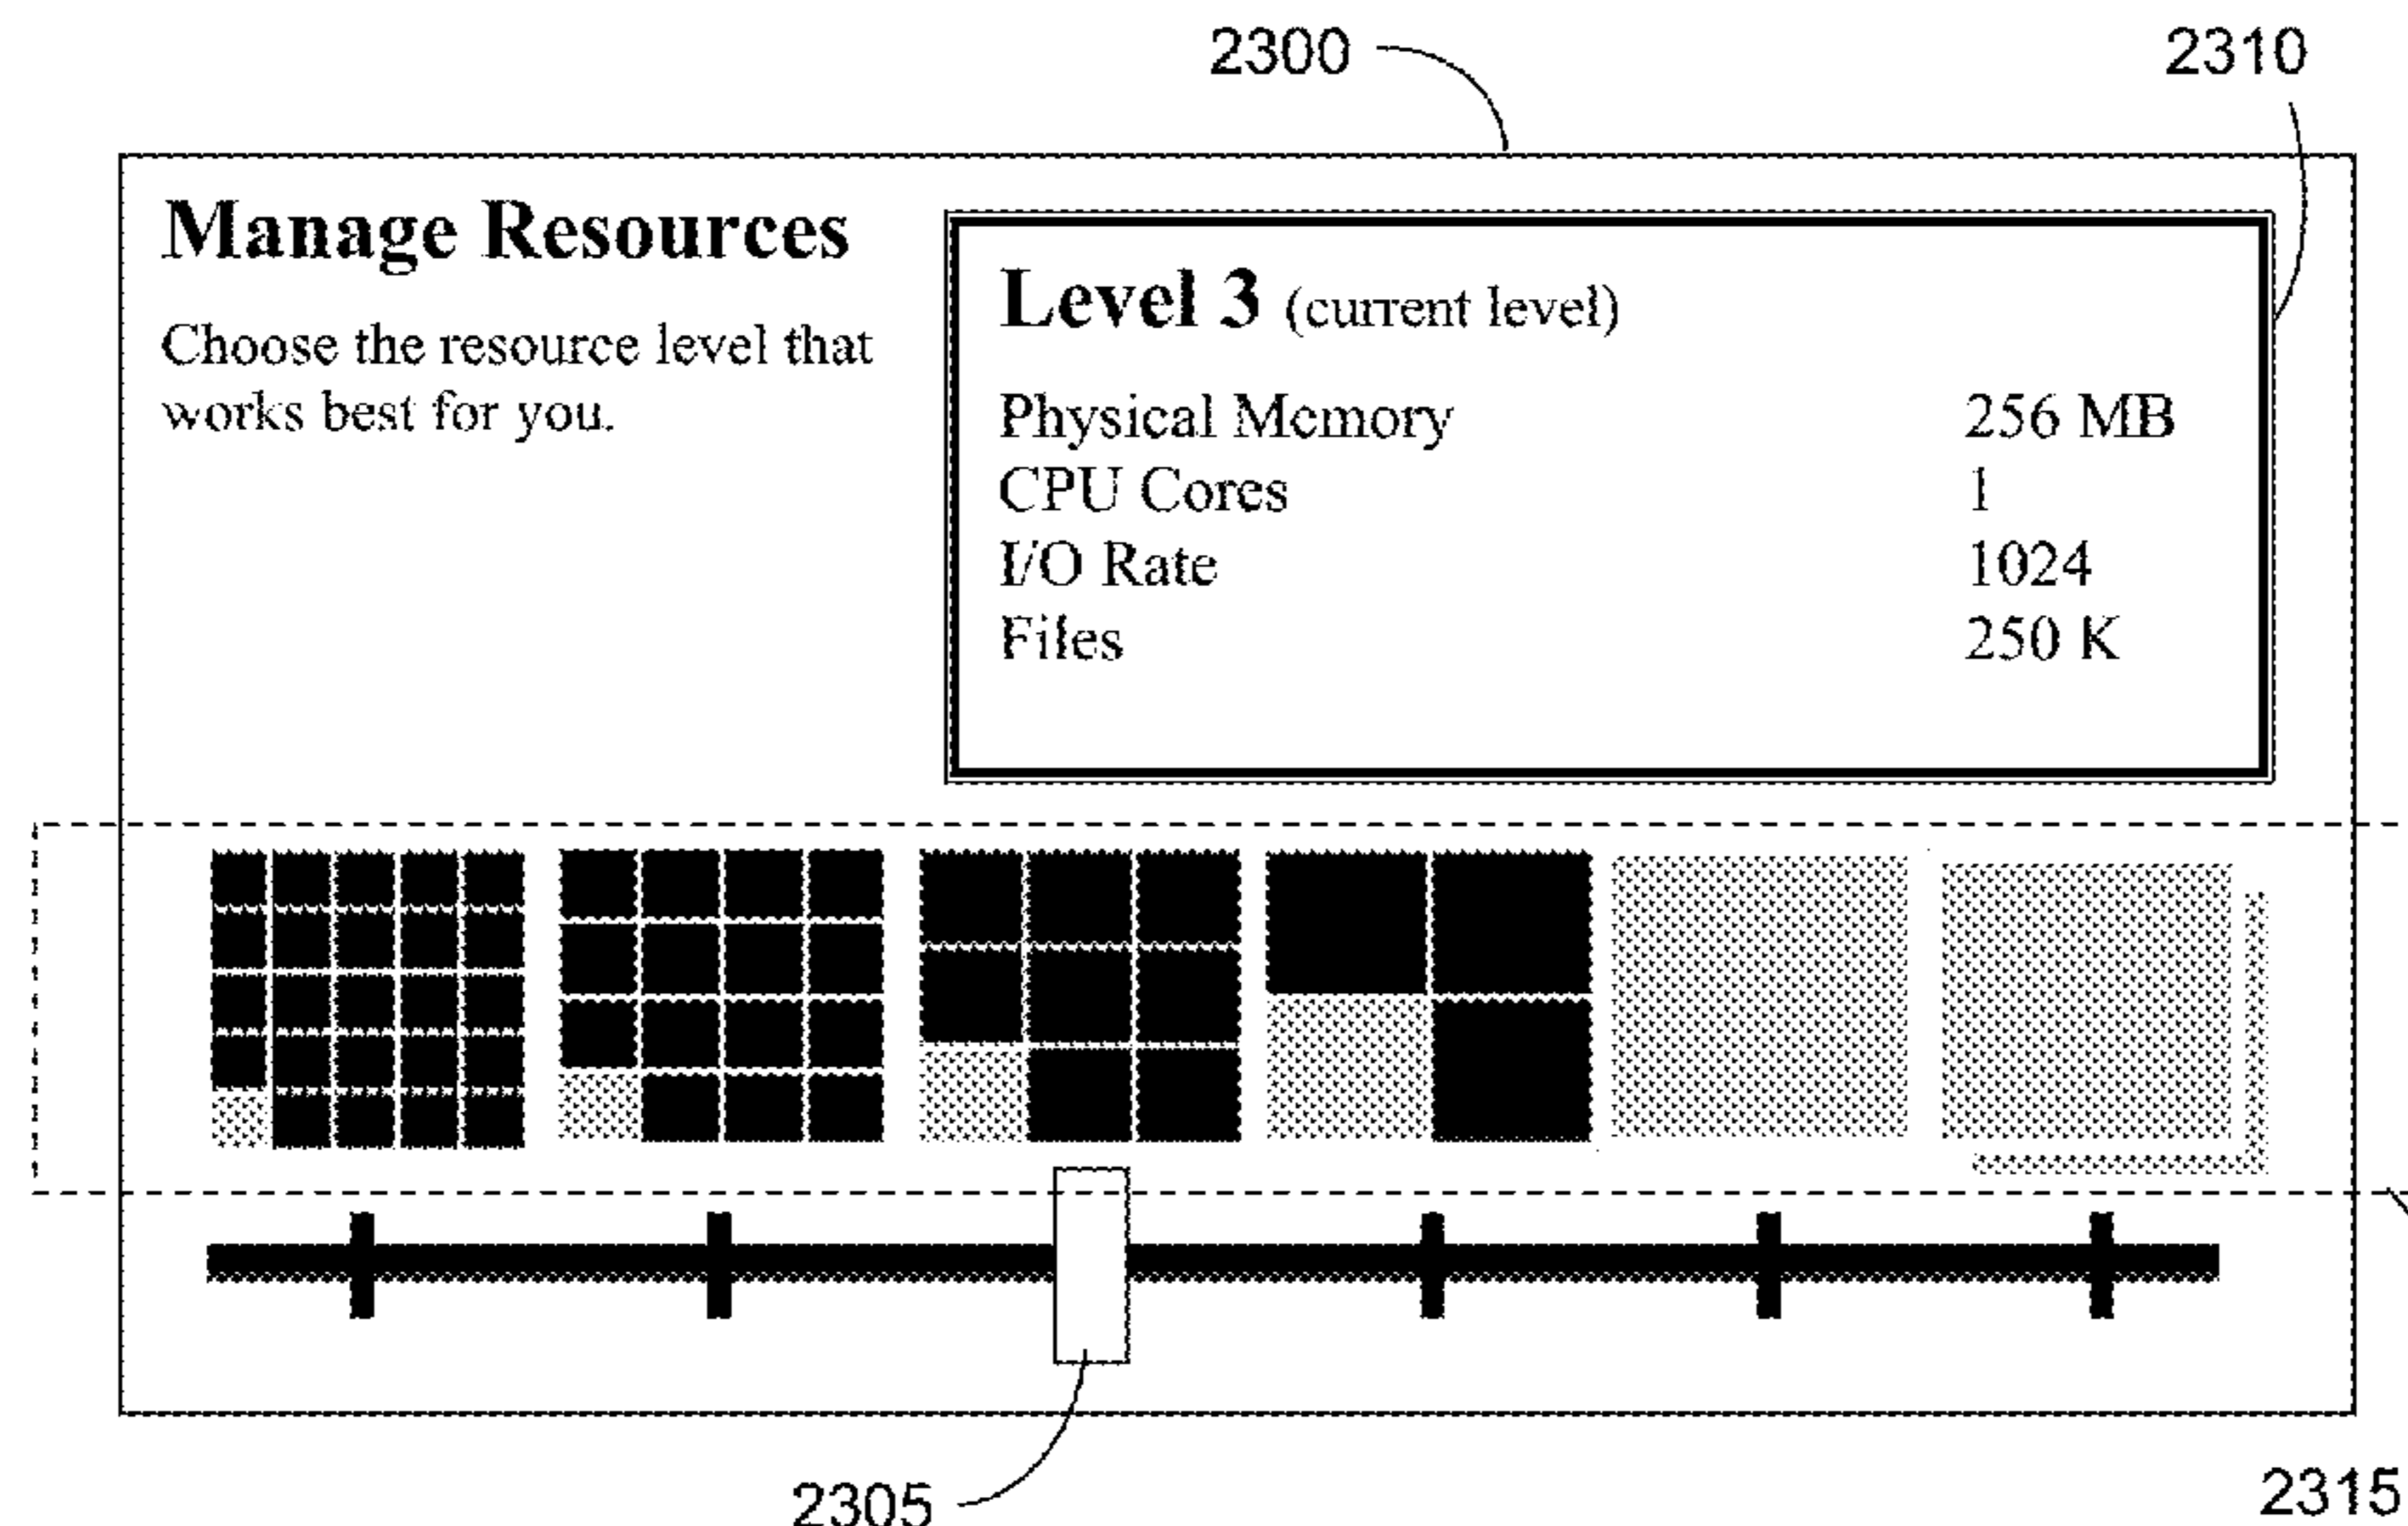 2300
2310
Manage Resources
Choose the resource level that
works best for you.
Level 3 (current level)
Physical Memory 256 MB
CPU Cores 1
I/O Rate 1024
Files 250 K
2305
2315